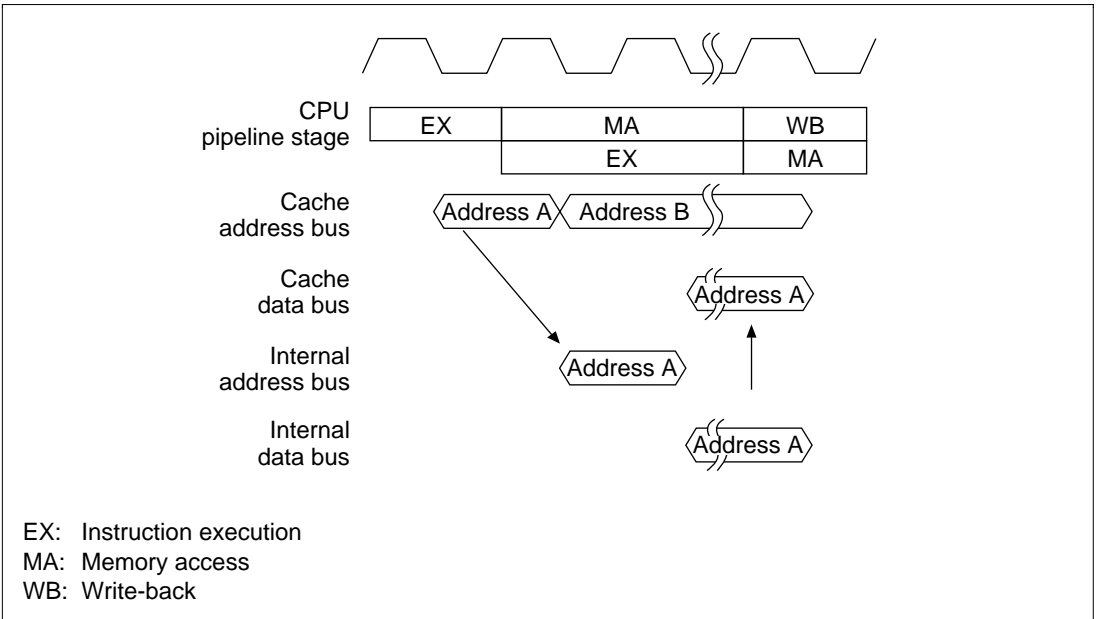 CPU
pipeline stage
EX MA WB
EX MA
Cache
address bus
Address A Address B
Cache
data bus
Address A
Internal
address bus
Address A
Internal
data bus
Address A
EX: Instruction execution
MA: Memory access
WB: Write-back